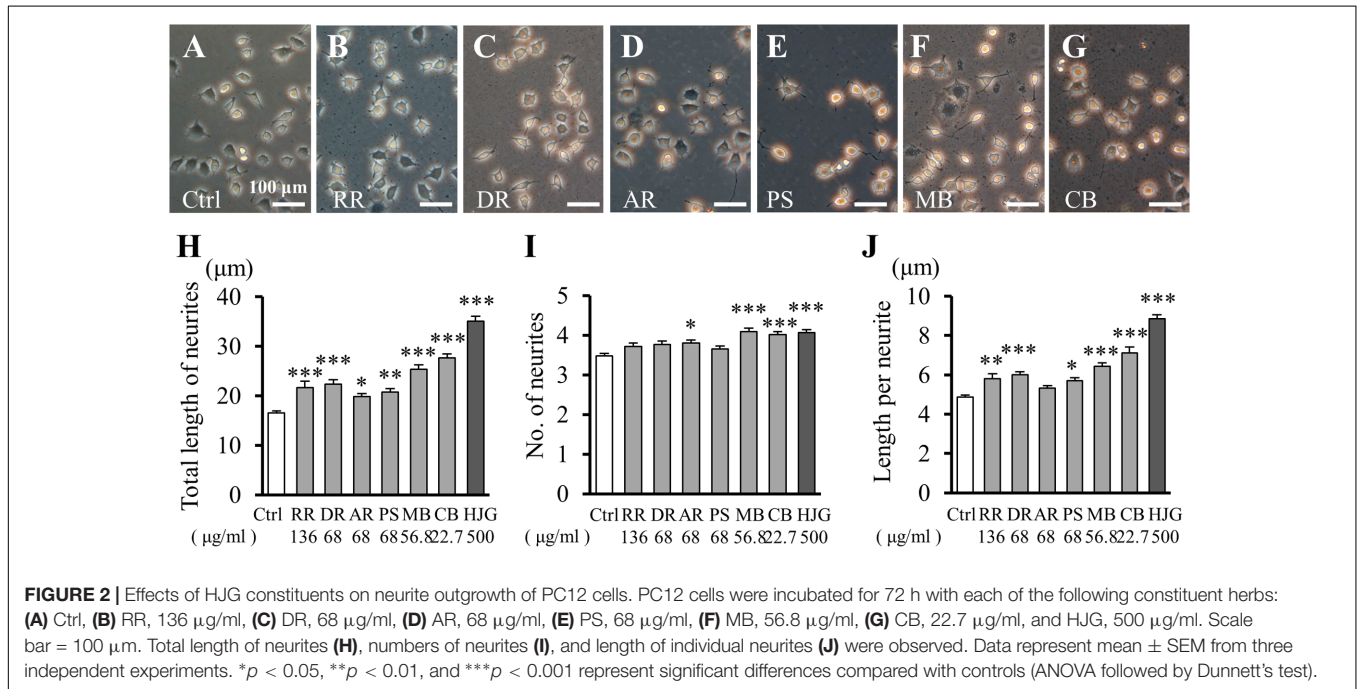 A B C D E F G
Ctrl 100 µm RR DR AR PS MB CB
H I J
(µm) (µm)
Total length of neurites
40
30
20
10
0
***
***
*
**
***
***
***
Ctrl RR DR AR PS MB CB HJG
( µg/ml ) 136 68 68 68 56.8 22.7 500
No. of neurites
5
4
3
2
1
0
*
***
***
***
Ctrl RR DR AR PS MB CB HJG
( µg/ml ) 136 68 68 68 56.8 22.7 500
Length per neurite
10
8
6
4
2
0
**
***
*
***
***
***
Ctrl RR DR AR PS MB CB HJG
( µg/ml ) 136 68 68 68 56.8 22.7 500
FIGURE 2 | Effects of HJG constituents on neurite outgrowth of PC12 cells. PC12 cells were incubated for 72 h with each of the following constituent herbs:
(A) Ctrl, (B) RR, 136 µg/ml, (C) DR, 68 µg/ml, (D) AR, 68 µg/ml, (E) PS, 68 µg/ml, (F) MB, 56.8 µg/ml, (G) CB, 22.7 µg/ml, and HJG, 500 µg/ml. Scale
bar = 100 µm. Total length of neurites (H), numbers of neurites (I), and length of individual neurites (J) were observed. Data represent mean ± SEM from three
independent experiments. *p < 0.05, **p < 0.01, and ***p < 0.001 represent significant differences compared with controls (ANOVA followed by Dunnett's test).